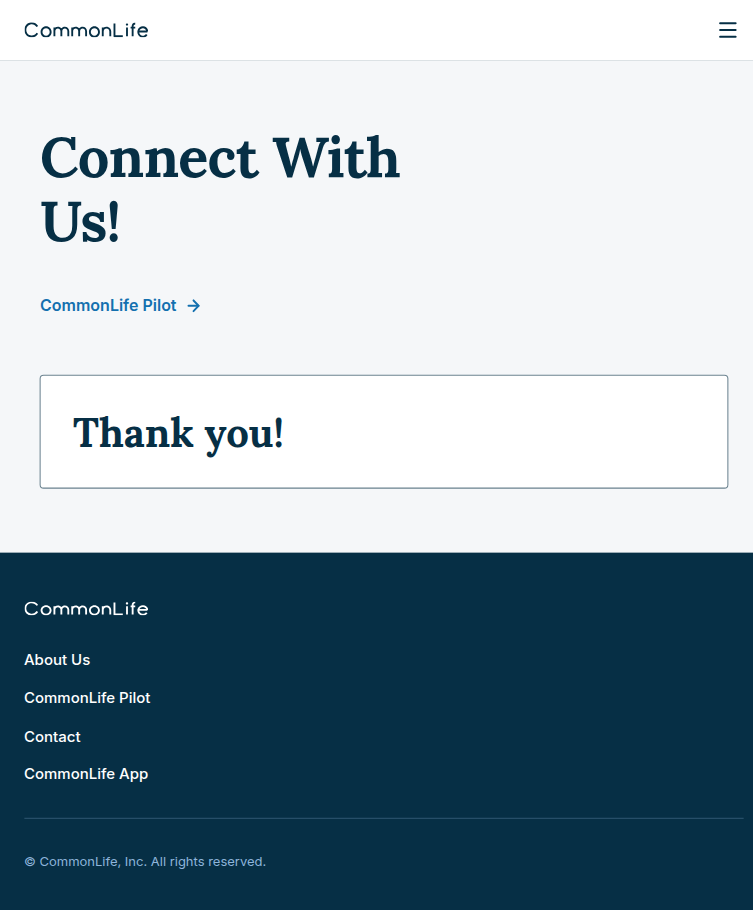 CommonLife
Connect With
Us!
CommonLife Pilot
Thank you!
CommonLife
About Us
CommonLife Pilot
Contact
CommonLife App
© CommonLife, Inc. All rights reserved.